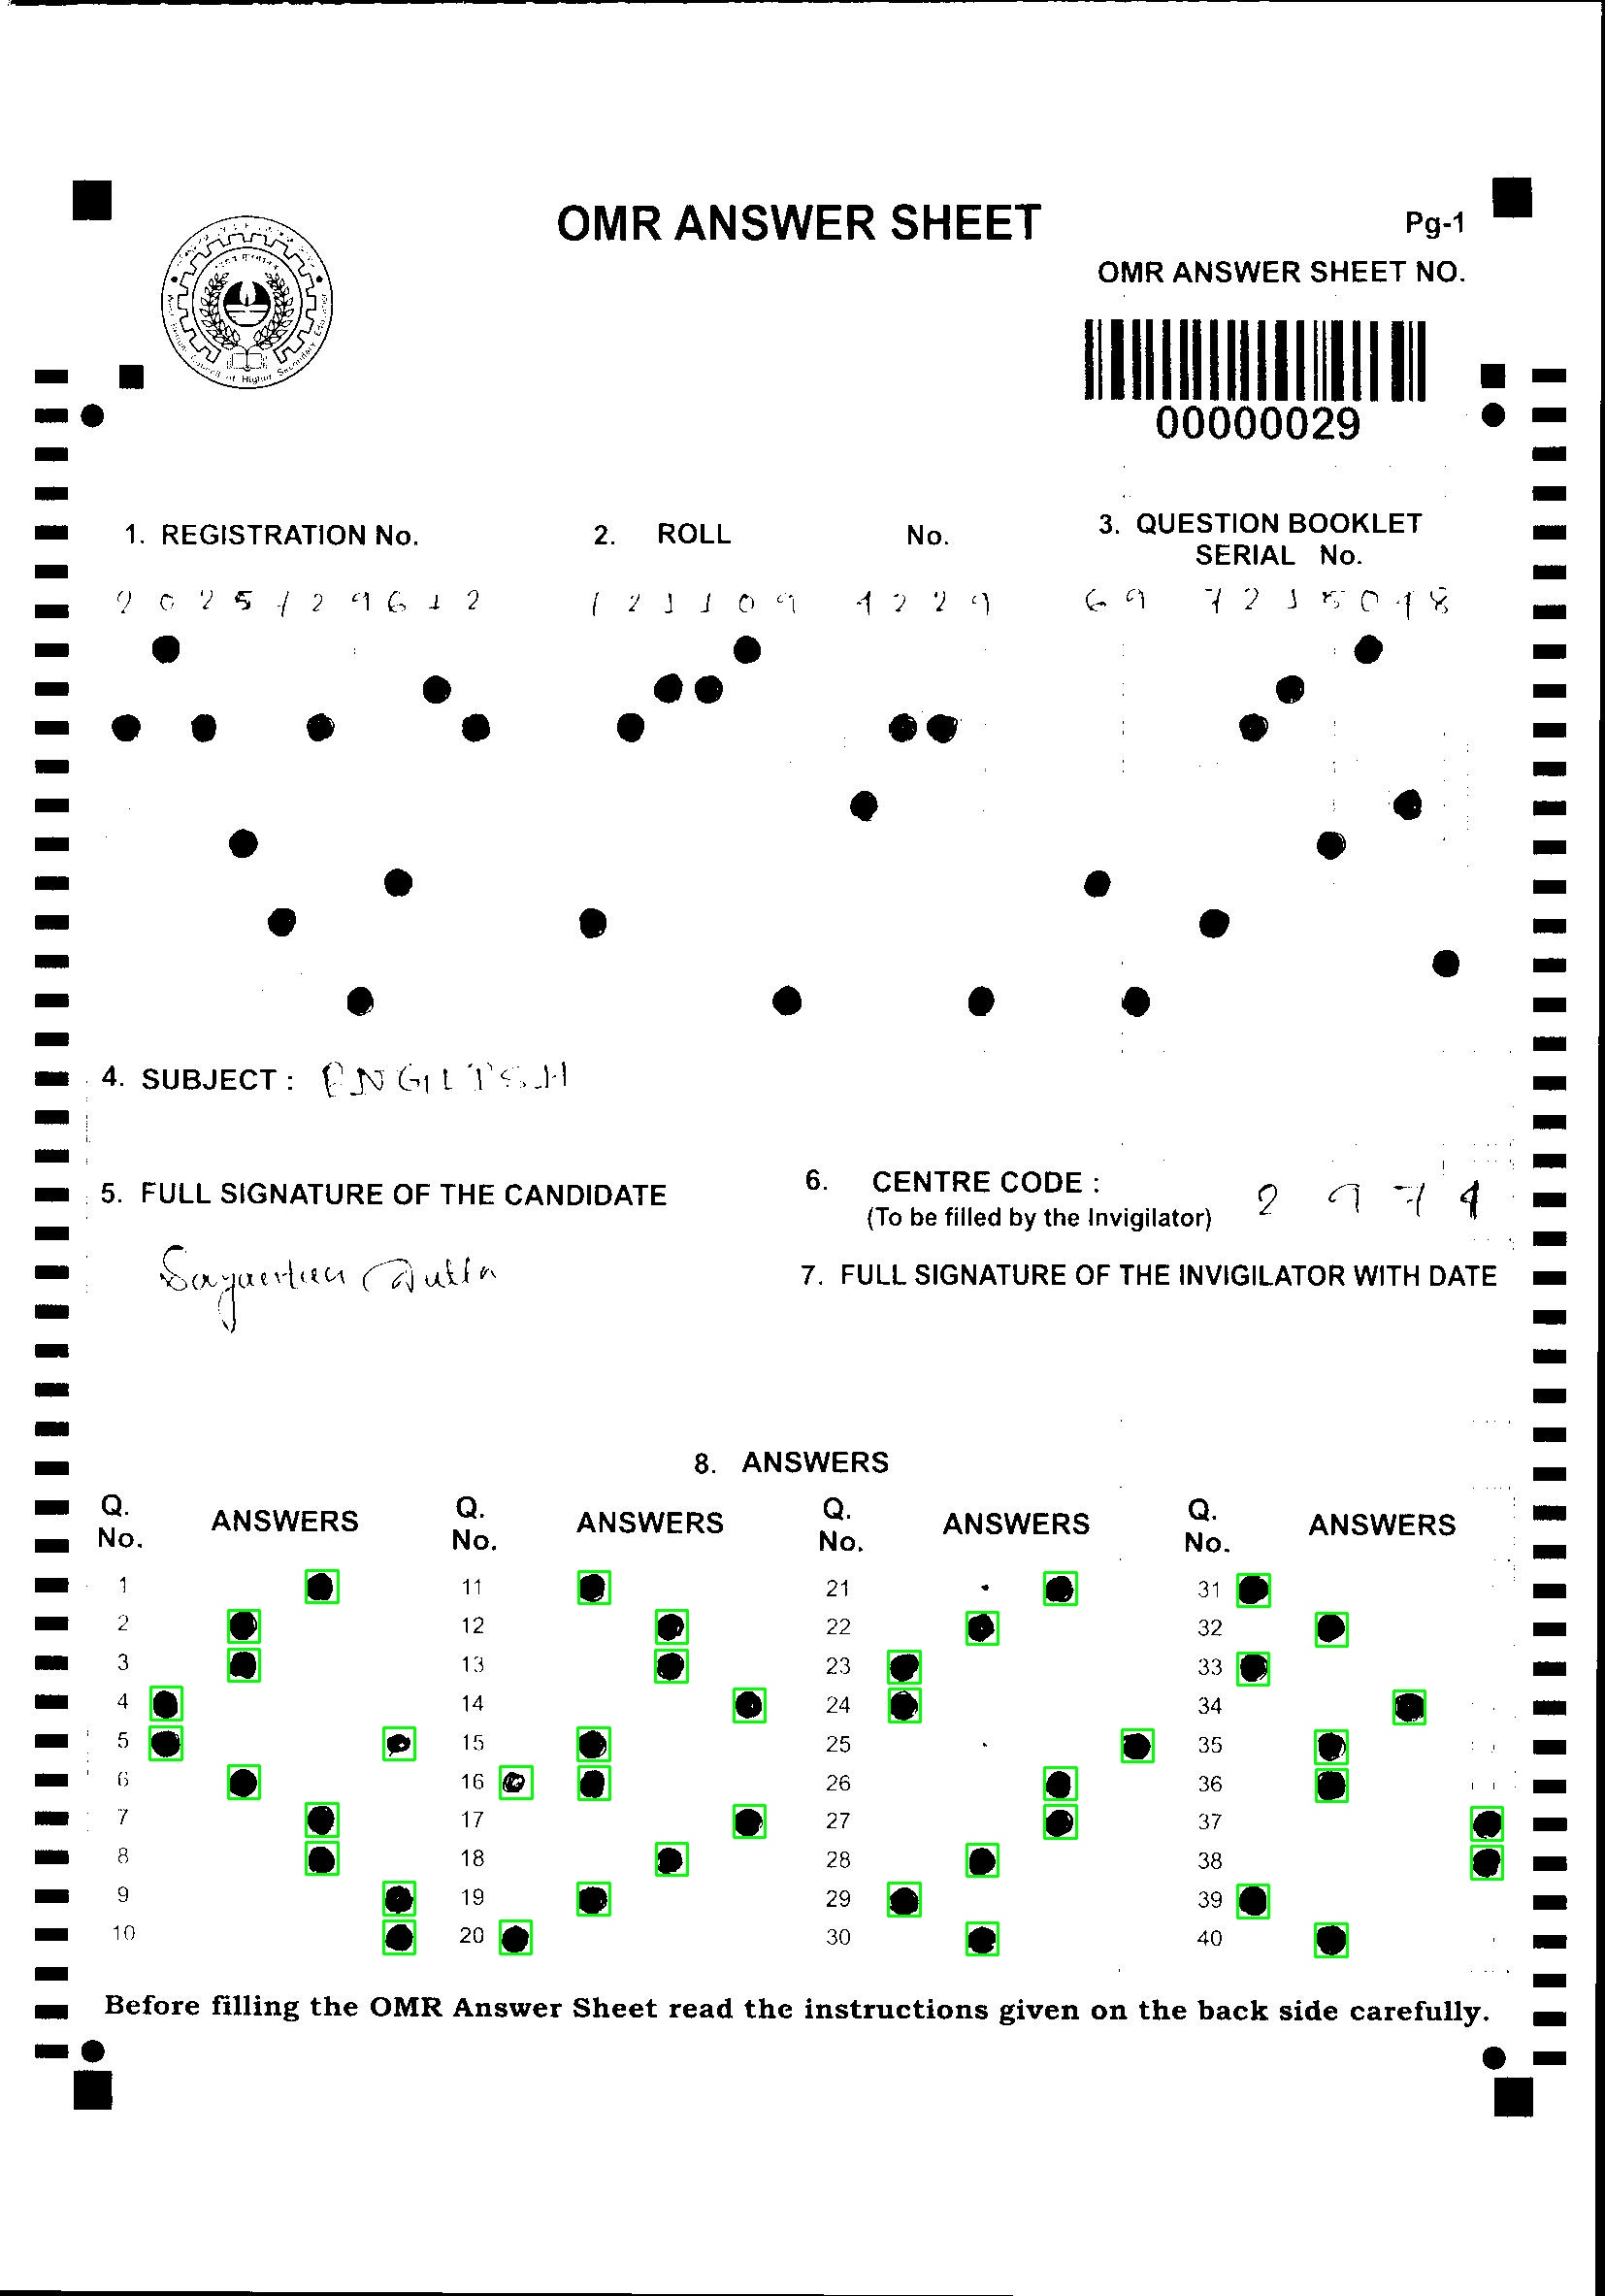 OMR ANSWER SHEET
Pg-1
OMR ANSWER SHEET NO.
00000029
1. REGISTRATION No.
2. ROLL No.
3. QUESTION BOOKLET
SERIAL No.
2 0 2 5 1 2 9 6 1 2
1 2 1 1 0 9 4 2 2 9
6 9 7 2 1 5 0 4 8
4. SUBJECT : ENGLISH
5. FULL SIGNATURE OF THE CANDIDATE
6. CENTRE CODE : 2 9 7 4
(To be filled by the Invigilator)
Dutta
7. FULL SIGNATURE OF THE INVIGILATOR WITH DATE
8. ANSWERS
Q. No. ANSWERS Q. No. ANSWERS Q. No. ANSWERS Q. No. ANSWERS
1 11 21 31
2 12 22 32
3 13 23 33
4 14 24 34
5 15 25 35
6 16 26 36
7 17 27 37
8 18 28 38
9 19 29 39
10 20 30 40
Before filling the OMR Answer Sheet read the instructions given on the back side carefully.